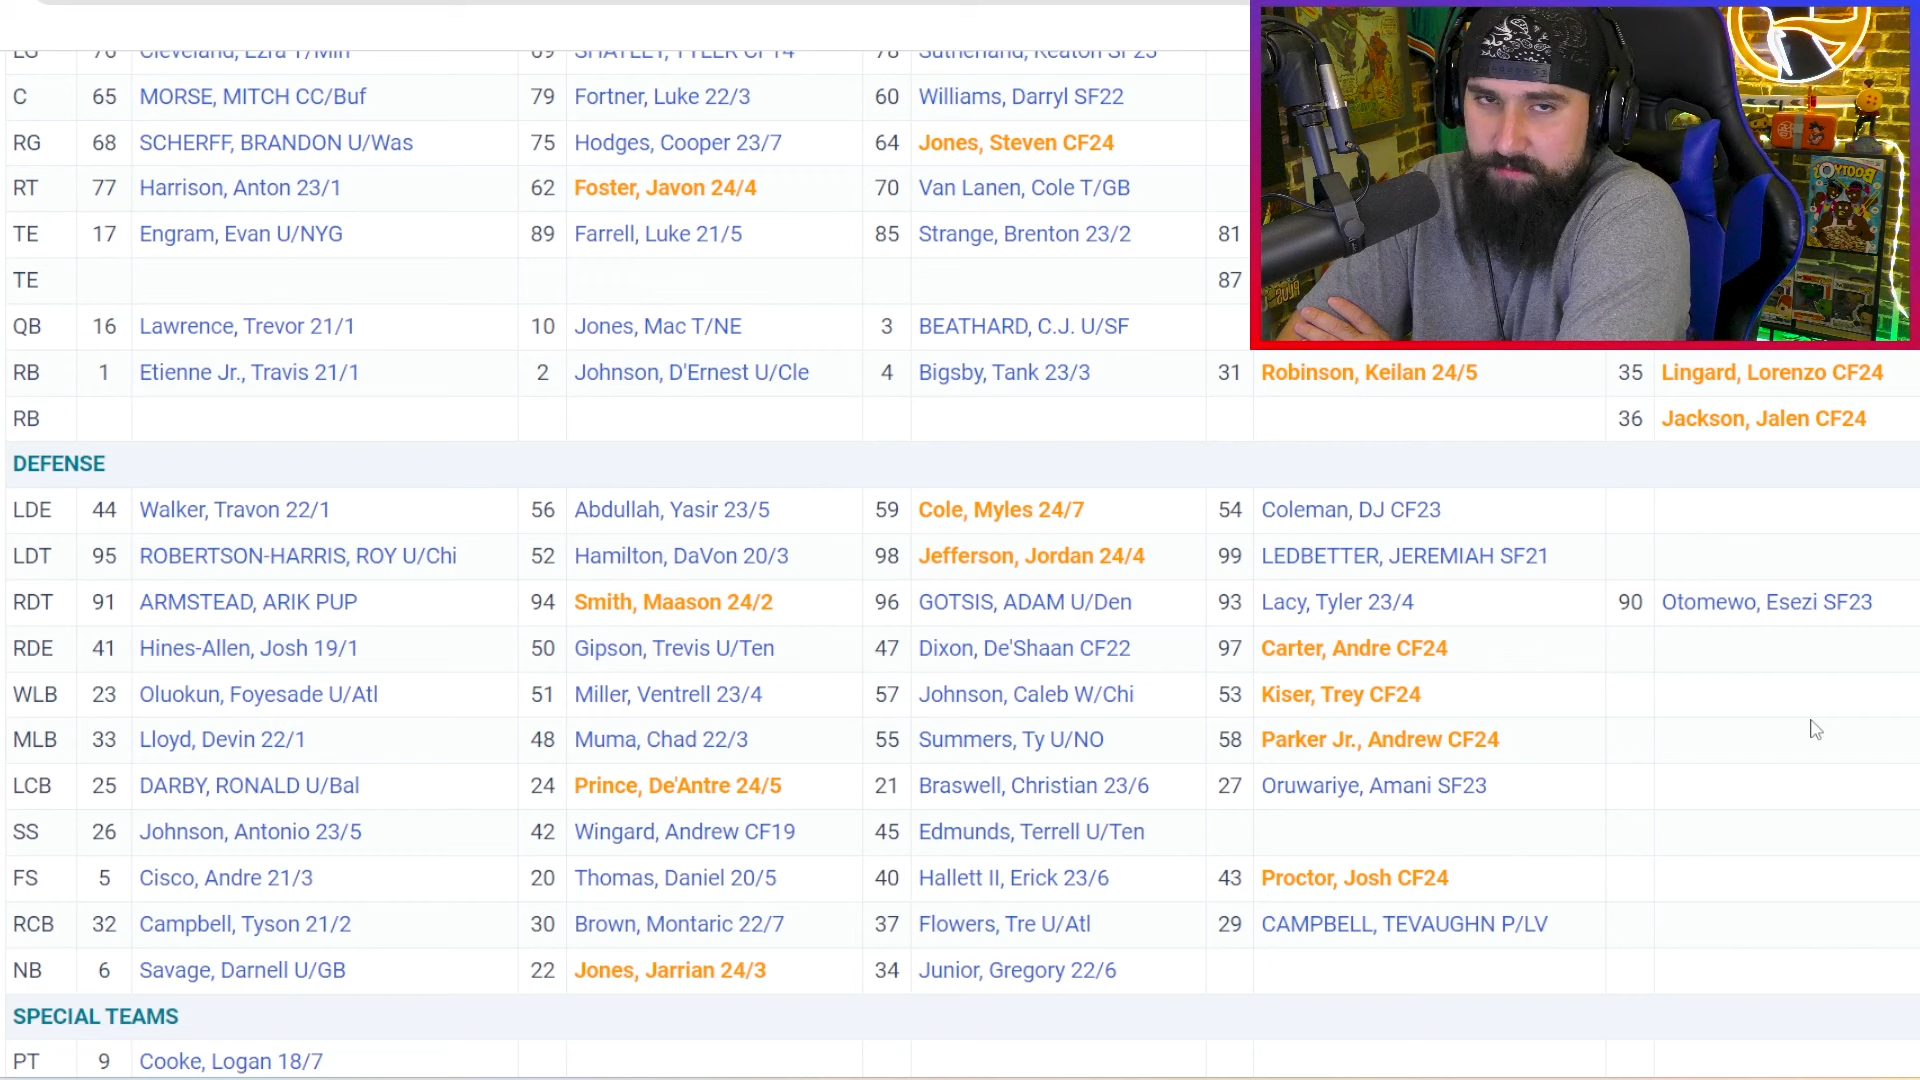 LG 76 Cleveland, Ezra T/Min 69 SHATLEY, TYLER CF14 78 Sutherland, Keaton SF23
C 65 MORSE, MITCH CC/Buf 79 Fortner, Luke 22/3 60 Williams, Darryl SF22
RG 68 SCHERFF, BRANDON U/Was 75 Hodges, Cooper 23/7 64 Jones, Steven CF24
RT 77 Harrison, Anton 23/1 62 Foster, Javon 24/4 70 Van Lanen, Cole T/GB
TE 17 Engram, Evan U/NYG 89 Farrell, Luke 21/5 85 Strange, Brenton 23/2 81
TE 87
QB 16 Lawrence, Trevor 21/1 10 Jones, Mac T/NE 3 BEATHARD, C.J. U/SF
RB 1 Etienne Jr., Travis 21/1 2 Johnson, D'Ernest U/Cle 4 Bigsby, Tank 23/3 31 Robinson, Keilan 24/5 35 Lingard, Lorenzo CF24
RB 36 Jackson, Jalen CF24
DEFENSE
LDE 44 Walker, Travon 22/1 56 Abdullah, Yasir 23/5 59 Cole, Myles 24/7 54 Coleman, DJ CF23
LDT 95 ROBERTSON-HARRIS, ROY U/Chi 52 Hamilton, DaVon 20/3 98 Jefferson, Jordan 24/4 99 LEDBETTER, JEREMIAH SF21
RDT 91 ARMSTEAD, ARIK PUP 94 Smith, Maason 24/2 96 GOTSIS, ADAM U/Den 93 Lacy, Tyler 23/4 90 Otomewo, Esezi SF23
RDE 41 Hines-Allen, Josh 19/1 50 Gipson, Trevis U/Ten 47 Dixon, De'Shaan CF22 97 Carter, Andre CF24
WLB 23 Oluokun, Foyesade U/Atl 51 Miller, Ventrell 23/4 57 Johnson, Caleb W/Chi 53 Kiser, Trey CF24
MLB 33 Lloyd, Devin 22/1 48 Muma, Chad 22/3 55 Summers, Ty U/NO 58 Parker Jr., Andrew CF24
LCB 25 DARBY, RONALD U/Bal 24 Prince, De'Antre 24/5 21 Braswell, Christian 23/6 27 Oruwariye, Amani SF23
SS 26 Johnson, Antonio 23/5 42 Wingard, Andrew CF19 45 Edmunds, Terrell U/Ten
FS 5 Cisco, Andre 21/3 20 Thomas, Daniel 20/5 40 Hallett II, Erick 23/6 43 Proctor, Josh CF24
RCB 32 Campbell, Tyson 21/2 30 Brown, Montaric 22/7 37 Flowers, Tre U/Atl 29 CAMPBELL, TEVAUGHN P/LV
NB 6 Savage, Darnell U/GB 22 Jones, Jarrian 24/3 34 Junior, Gregory 22/6
SPECIAL TEAMS
PT 9 Cooke, Logan 18/7